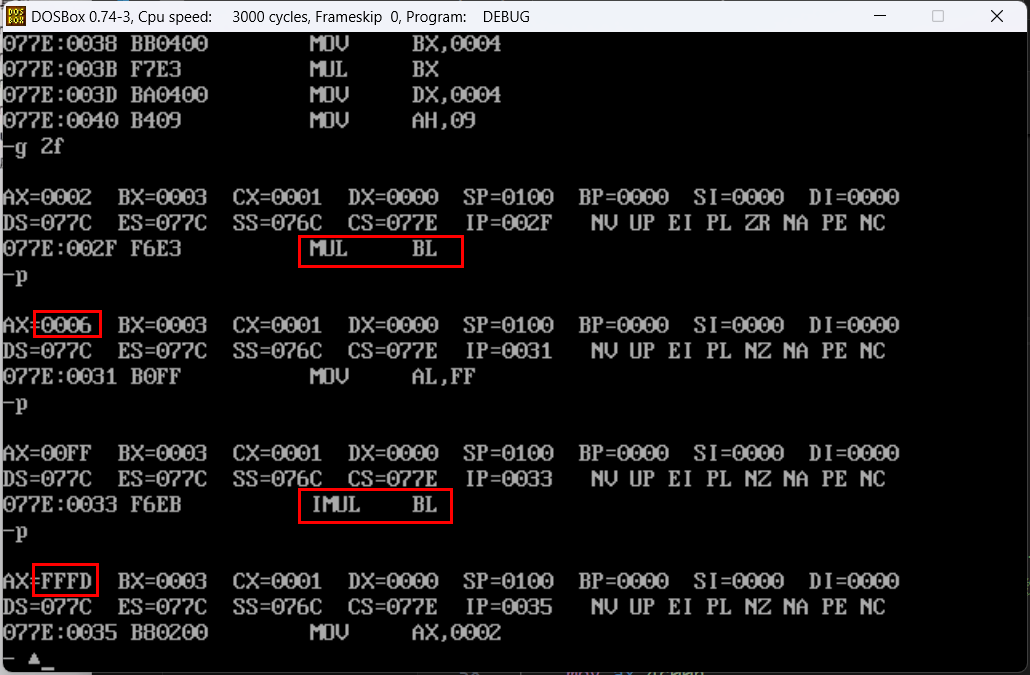 DOSBox 0.74-3, Cpu speed: 3000 cycles, Frameskip 0, Program: DEBUG
077E:0038 BB0400 MOV BX,0004
077E:003B F7E3 MUL BX
077E:003D BA0400 MOV DX,0004
077E:0040 B409 MOV AH,09
-g 2f
AX=0002 BX=0003 CX=0001 DX=0000 SP=0100 BP=0000 SI=0000 DI=0000
DS=077C ES=077C SS=076C CS=077E IP=002F NV UP EI PL ZR NA PE NC
077E:002F F6E3 MUL BL
-p
AX=0006 BX=0003 CX=0001 DX=0000 SP=0100 BP=0000 SI=0000 DI=0000
DS=077C ES=077C SS=076C CS=077E IP=0031 NV UP EI PL NZ NA PE NC
077E:0031 B0FF MOV AL,FF
-p
AX=00FF BX=0003 CX=0001 DX=0000 SP=0100 BP=0000 SI=0000 DI=0000
DS=077C ES=077C SS=076C CS=077E IP=0033 NV UP EI PL NZ NA PE NC
077E:0033 F6EB IMUL BL
-p
AX=FFFD BX=0003 CX=0001 DX=0000 SP=0100 BP=0000 SI=0000 DI=0000
DS=077C ES=077C SS=076C CS=077E IP=0035 NV UP EI PL NZ NA PE NC
077E:0035 B80200 MOV AX,0002
- ▲_